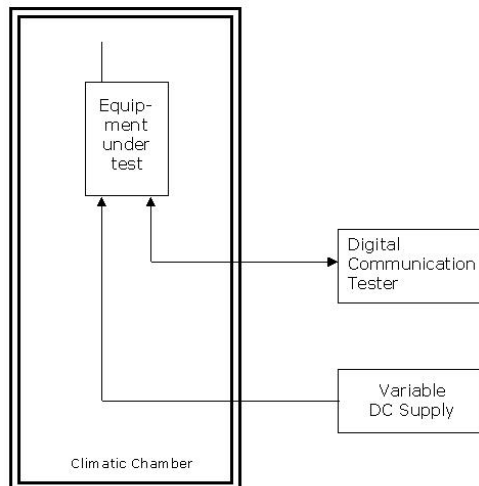 Equip-
ment
under
test
Digital
Communication
Tester
Variable
DC Supply
Climatic Chamber